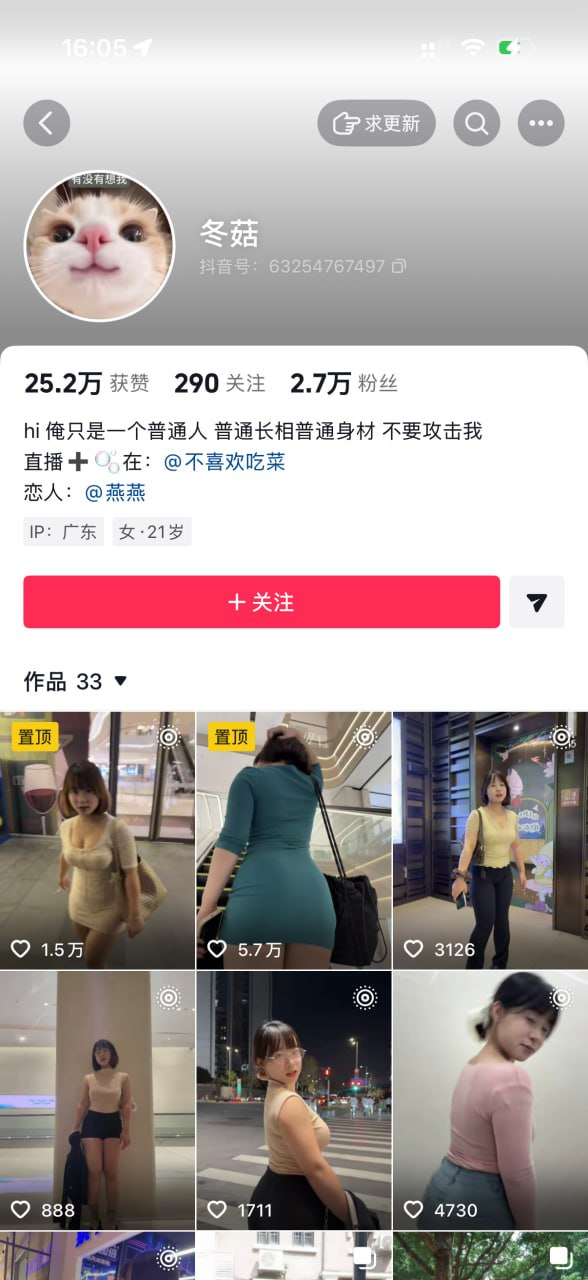 16:05
求更新
有没有想我
冬菇
抖音号：63254767497
25.2万 获赞 290 关注 2.7万 粉丝
hi 俺只是一个普通人 普通长相普通身材 不要攻击我
直播➕🫧在：@不喜欢吃菜
恋人：@燕燕
IP：广东 女·21岁
＋关注
作品 33 ▼
置顶 置顶
1.5万 5.7万 3126
888 1711 4730